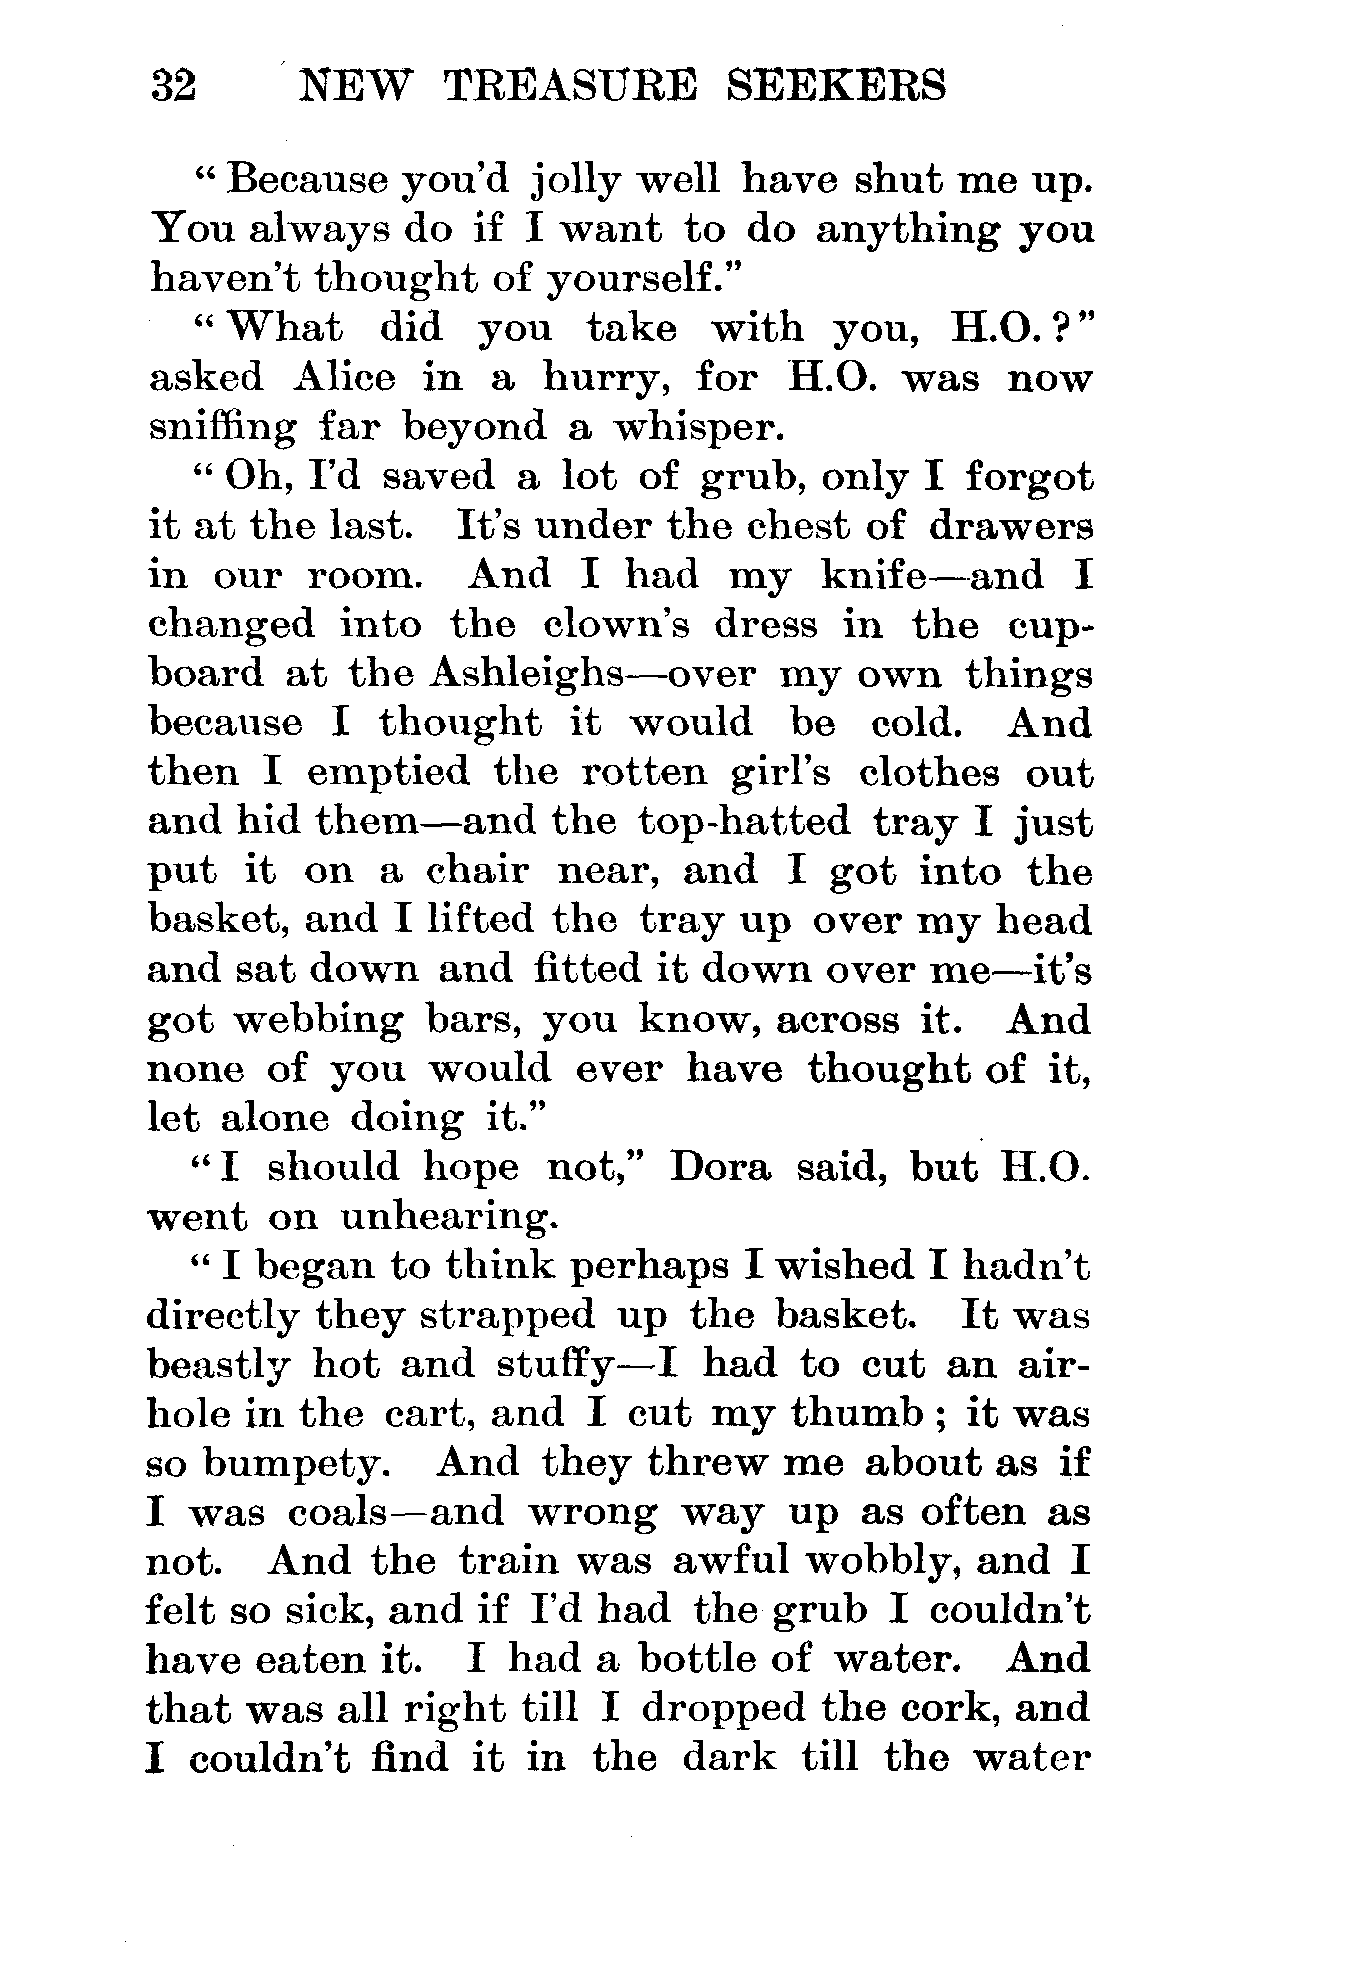 32 NEW TREASURE SEEKERS
“ Because you’d jolly well have shut me up.
You always do if I want to do anything you
haven’t thought of yourself.”
“ What did you take with you, H.O. ? ”
asked Alice in a hurry, for H.O. was now
sniffing far beyond a whisper.
“ Oh, I’d saved a lot of grub, only I forgot
it at the last. It’s under the chest of drawers
in our room. And I had my knife—and I
changed into the clown’s dress in the cup-
board at the Ashleighs—over my own things
because I thought it would be cold. And
then I emptied the rotten girl’s clothes out
and hid them—and the top-hatted tray I just
put it on a chair near, and I got into the
basket, and I lifted the tray up over my head
and sat down and fitted it down over me—it’s
got webbing bars, you know, across it. And
none of you would ever have thought of it,
let alone doing it.”
“ I should hope not,” Dora said, but H.O.
went on unhearing.
“ I began to think perhaps I wished I hadn’t
directly they strapped up the basket. It was
beastly hot and stuffy—I had to cut an air-
hole in the cart, and I cut my thumb ; it was
so bumpety. And they threw me about as if
I was coals—and wrong way up as often as
not. And the train was awful wobbly, and I
felt so sick, and if I’d had the grub I couldn’t
have eaten it. I had a bottle of water. And
that was all right till I dropped the cork, and
I couldn’t find it in the dark till the water